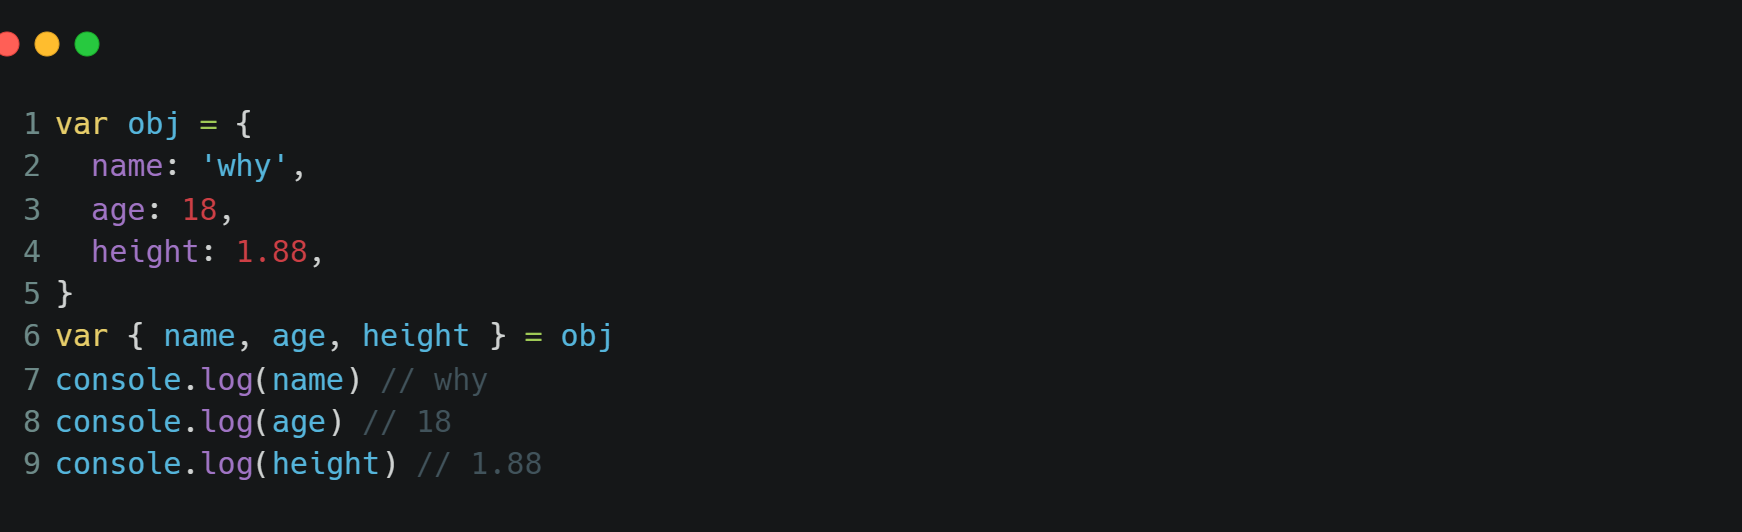 1 var obj = {
2   name: 'why',
3   age: 18,
4   height: 1.88,
5 }
6 var { name, age, height } = obj
7 console.log(name) // why
8 console.log(age) // 18
9 console.log(height) // 1.88